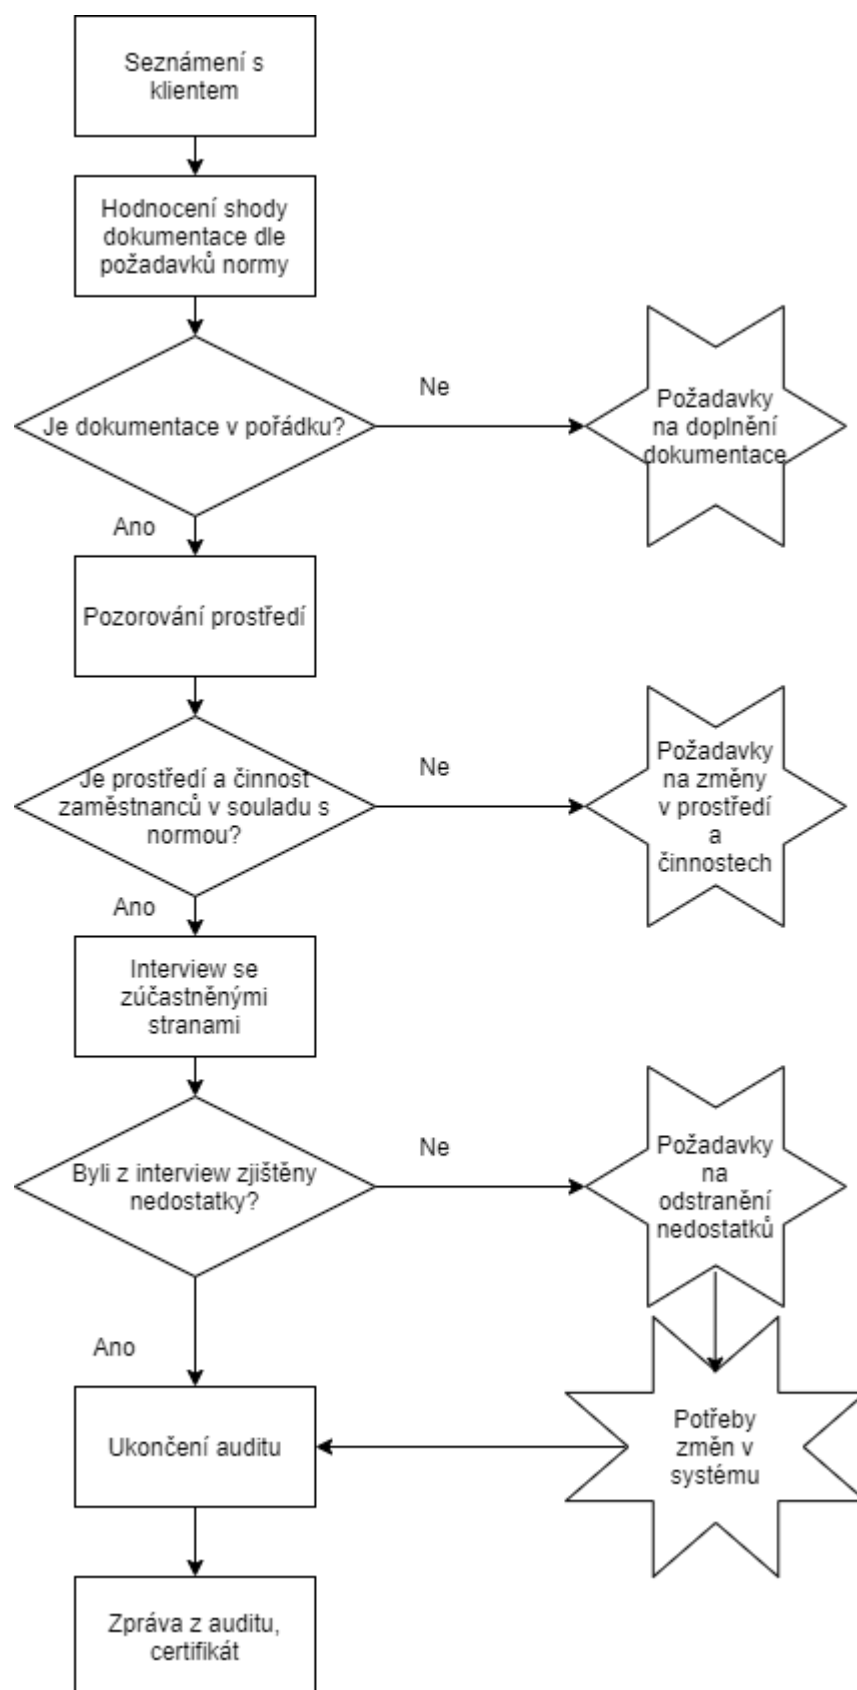 Seznámení s
klientem
Hodnocení shody
dokumentace dle
požadavků normy
Je dokumentace v pořádku?
Ne
Požadavky
na doplnění
dokumentace
Ano
Pozorování prostředí
Je prostředí a činnost
zaměstnanců v souladu s
normou?
Ne
Požadavky
na změny
v prostředí
a
činnostech
Ano
Interview se
zúčastněnými
stranami
Byli z interview zjištěny
nedostatky?
Ne
Požadavky
na
odstranění
nedostatků
Ano
Ukončení auditu
Potřeby
změn v
systému
Zpráva z auditu,
certifikát